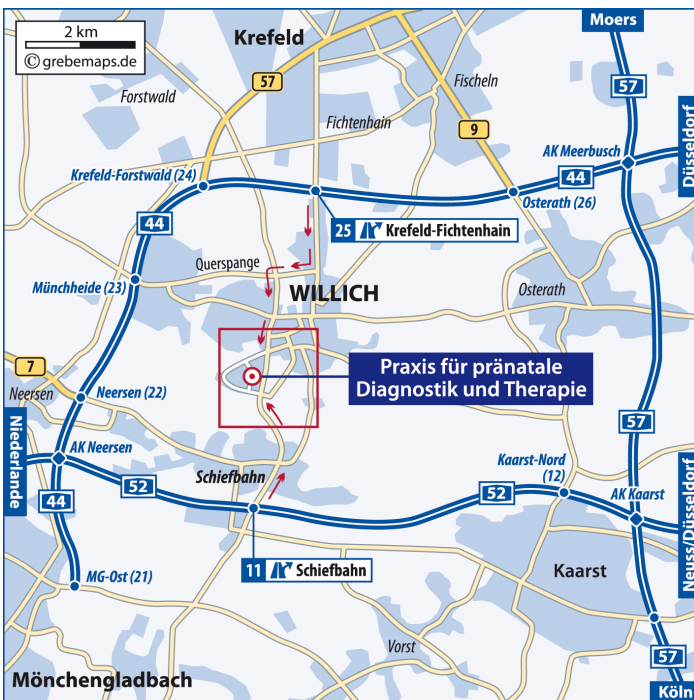 2 km
© grebemaps.de
Krefeld
Moers
57
57
Forstwald
Fischeln
Fichtenhain
9
Düsseldorf
AK Meerbusch
Krefeld-Forstwald (24)
44
Osterath (26)
44
25 Krefeld-Fichtenhain
Querspange
Münchheide (23)
WILLICH
Osterath
7
Praxis für pränatale
Diagnostik und Therapie
Neersen
Neersen (22)
57
Niederlande
AK Neersen
Schiefbahn
Kaarst-Nord
(12)
Neuss/Düsseldorf
52
52
AK Kaarst
44
11 Schiefbahn
MG-Ost (21)
Kaarst
Vorst
57
Mönchengladbach
Köln